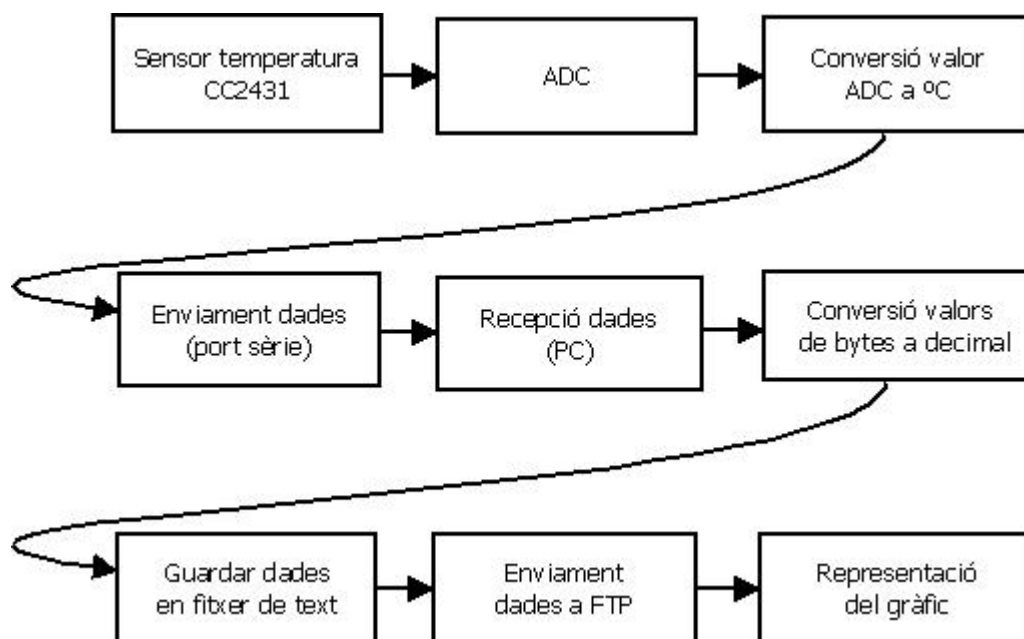 Sensor temperatura
CC2431
ADC
Conversió valor
ADC a ºC
Enviament dades
(port sèrie)
Recepció dades
(PC)
Conversió valors
de bytes a decimal
Guardar dades
en fitxer de text
Enviament
dades a FTP
Representació
del gràfic